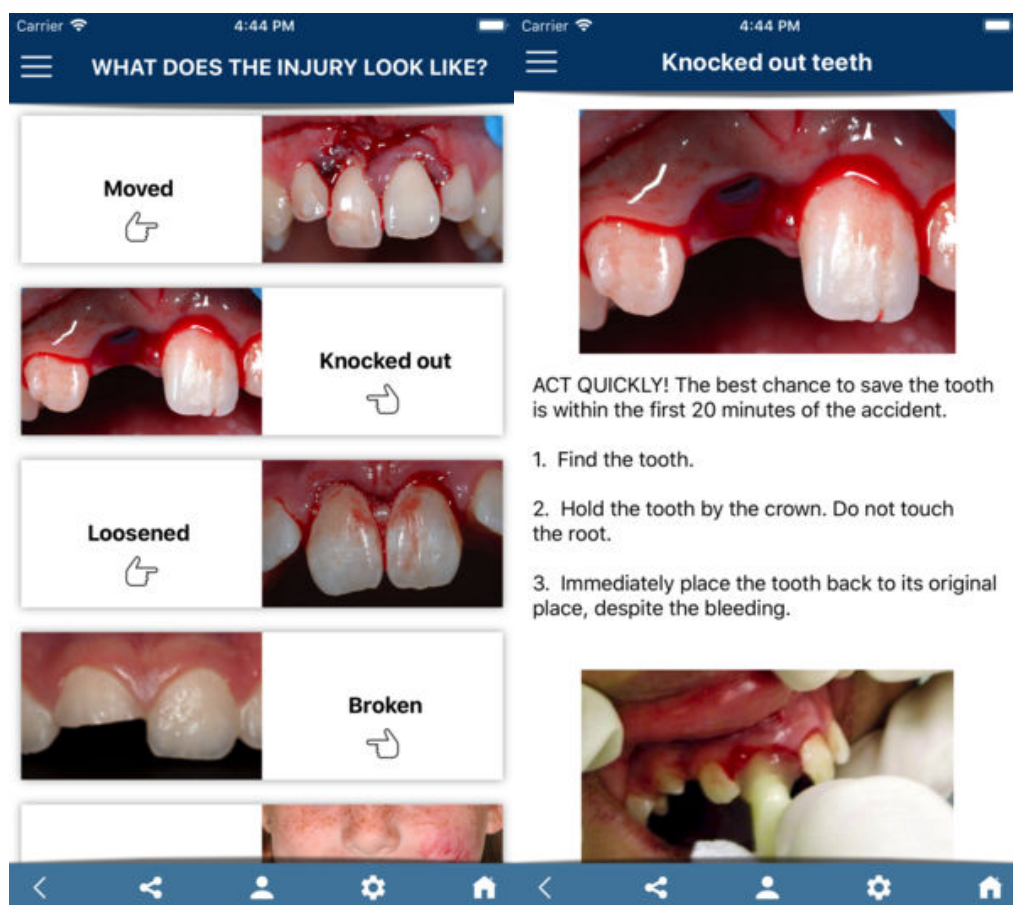 Carrier 4:44 PM
WHAT DOES THE INJURY LOOK LIKE?
Moved
Knocked out
Loosened
Broken
Carrier 4:44 PM
Knocked out teeth
ACT QUICKLY! The best chance to save the tooth
is within the first 20 minutes of the accident.
1. Find the tooth.
2. Hold the tooth by the crown. Do not touch
the root.
3. Immediately place the tooth back to its original
place, despite the bleeding.